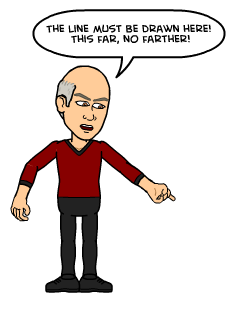 THE LINE MUST BE DRAWN HERE!
THIS FAR, NO FARTHER!